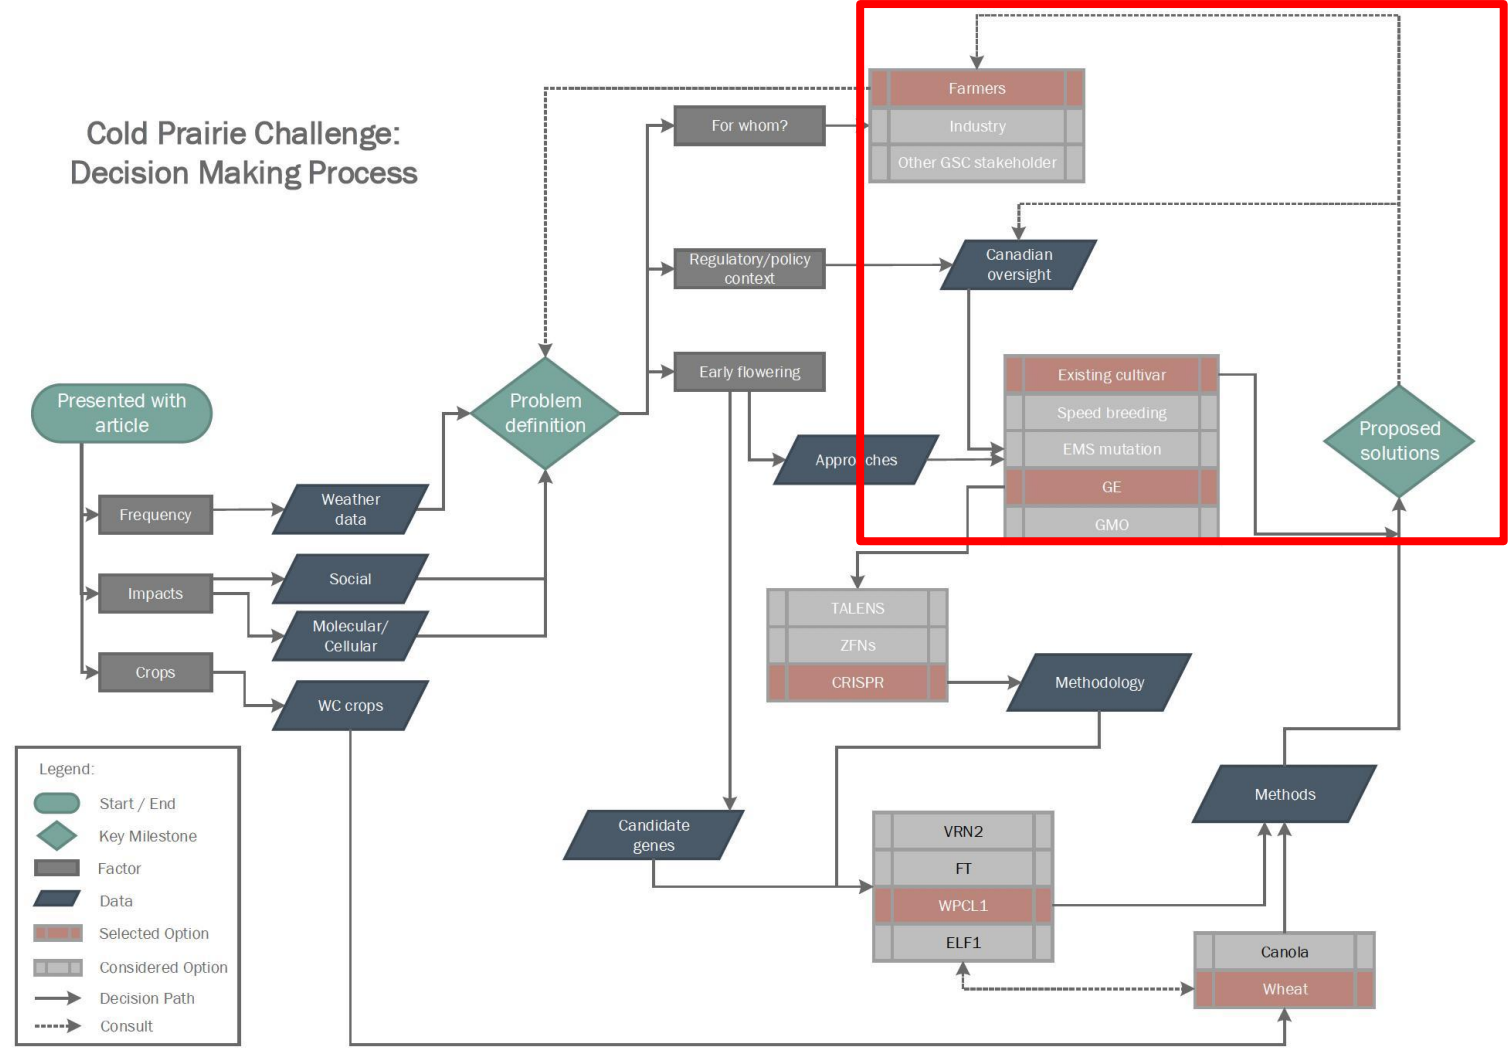 Cold Prairie Challenge:
Decision Making Process
Farmers
Industry
Other GSC stakeholder
For whom?
Regulatory/policy
context
Canadian
oversight
Early flowering
Existing cultivar
Speed breeding
EMS mutation
GE
GMO
Approaches
Proposed
solutions
Problem
definition
Presented with
article
Frequency
Weather
data
Impacts
Social
Molecular/
Cellular
Crops
WC crops
TALENS
ZFNs
CRISPR
Methodology
Methods
Candidate
genes
VRN2
FT
WPCL1
ELF1
Canola
Wheat
Legend:
Start / End
Key Milestone
Factor
Data
Selected Option
Considered Option
Decision Path
Consult